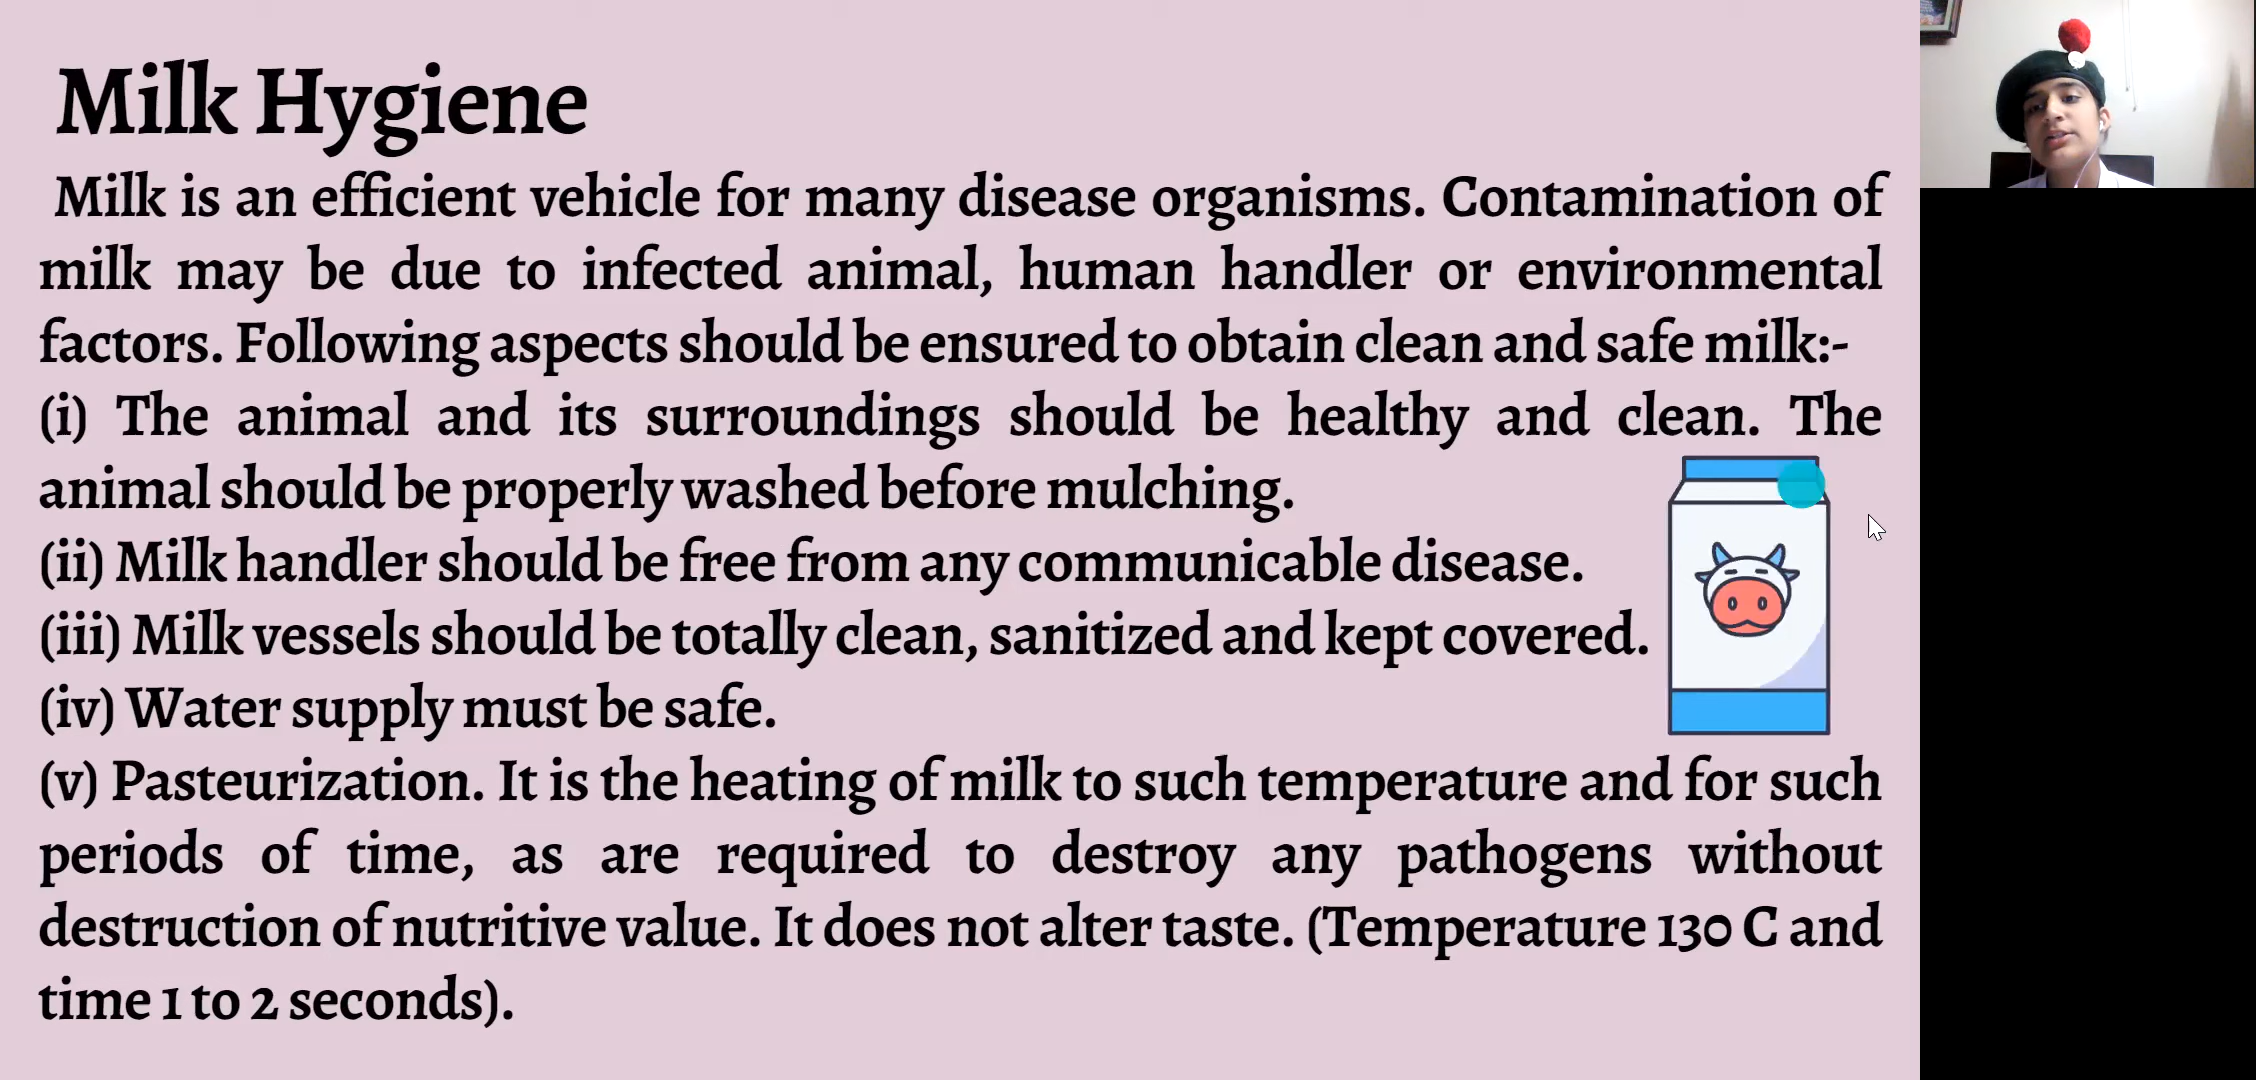 Milk Hygiene
Milk is an efficient vehicle for many disease organisms. Contamination of
milk may be due to infected animal, human handler or environmental
factors. Following aspects should be ensured to obtain clean and safe milk:-
(i) The animal and its surroundings should be healthy and clean. The
animal should be properly washed before mulching.
(ii) Milk handler should be free from any communicable disease.
(iii) Milk vessels should be totally clean, sanitized and kept covered.
(iv) Water supply must be safe.
(v) Pasteurization. It is the heating of milk to such temperature and for such
periods of time, as are required to destroy any pathogens without
destruction of nutritive value. It does not alter taste. (Temperature 130 C and
time 1 to 2 seconds).